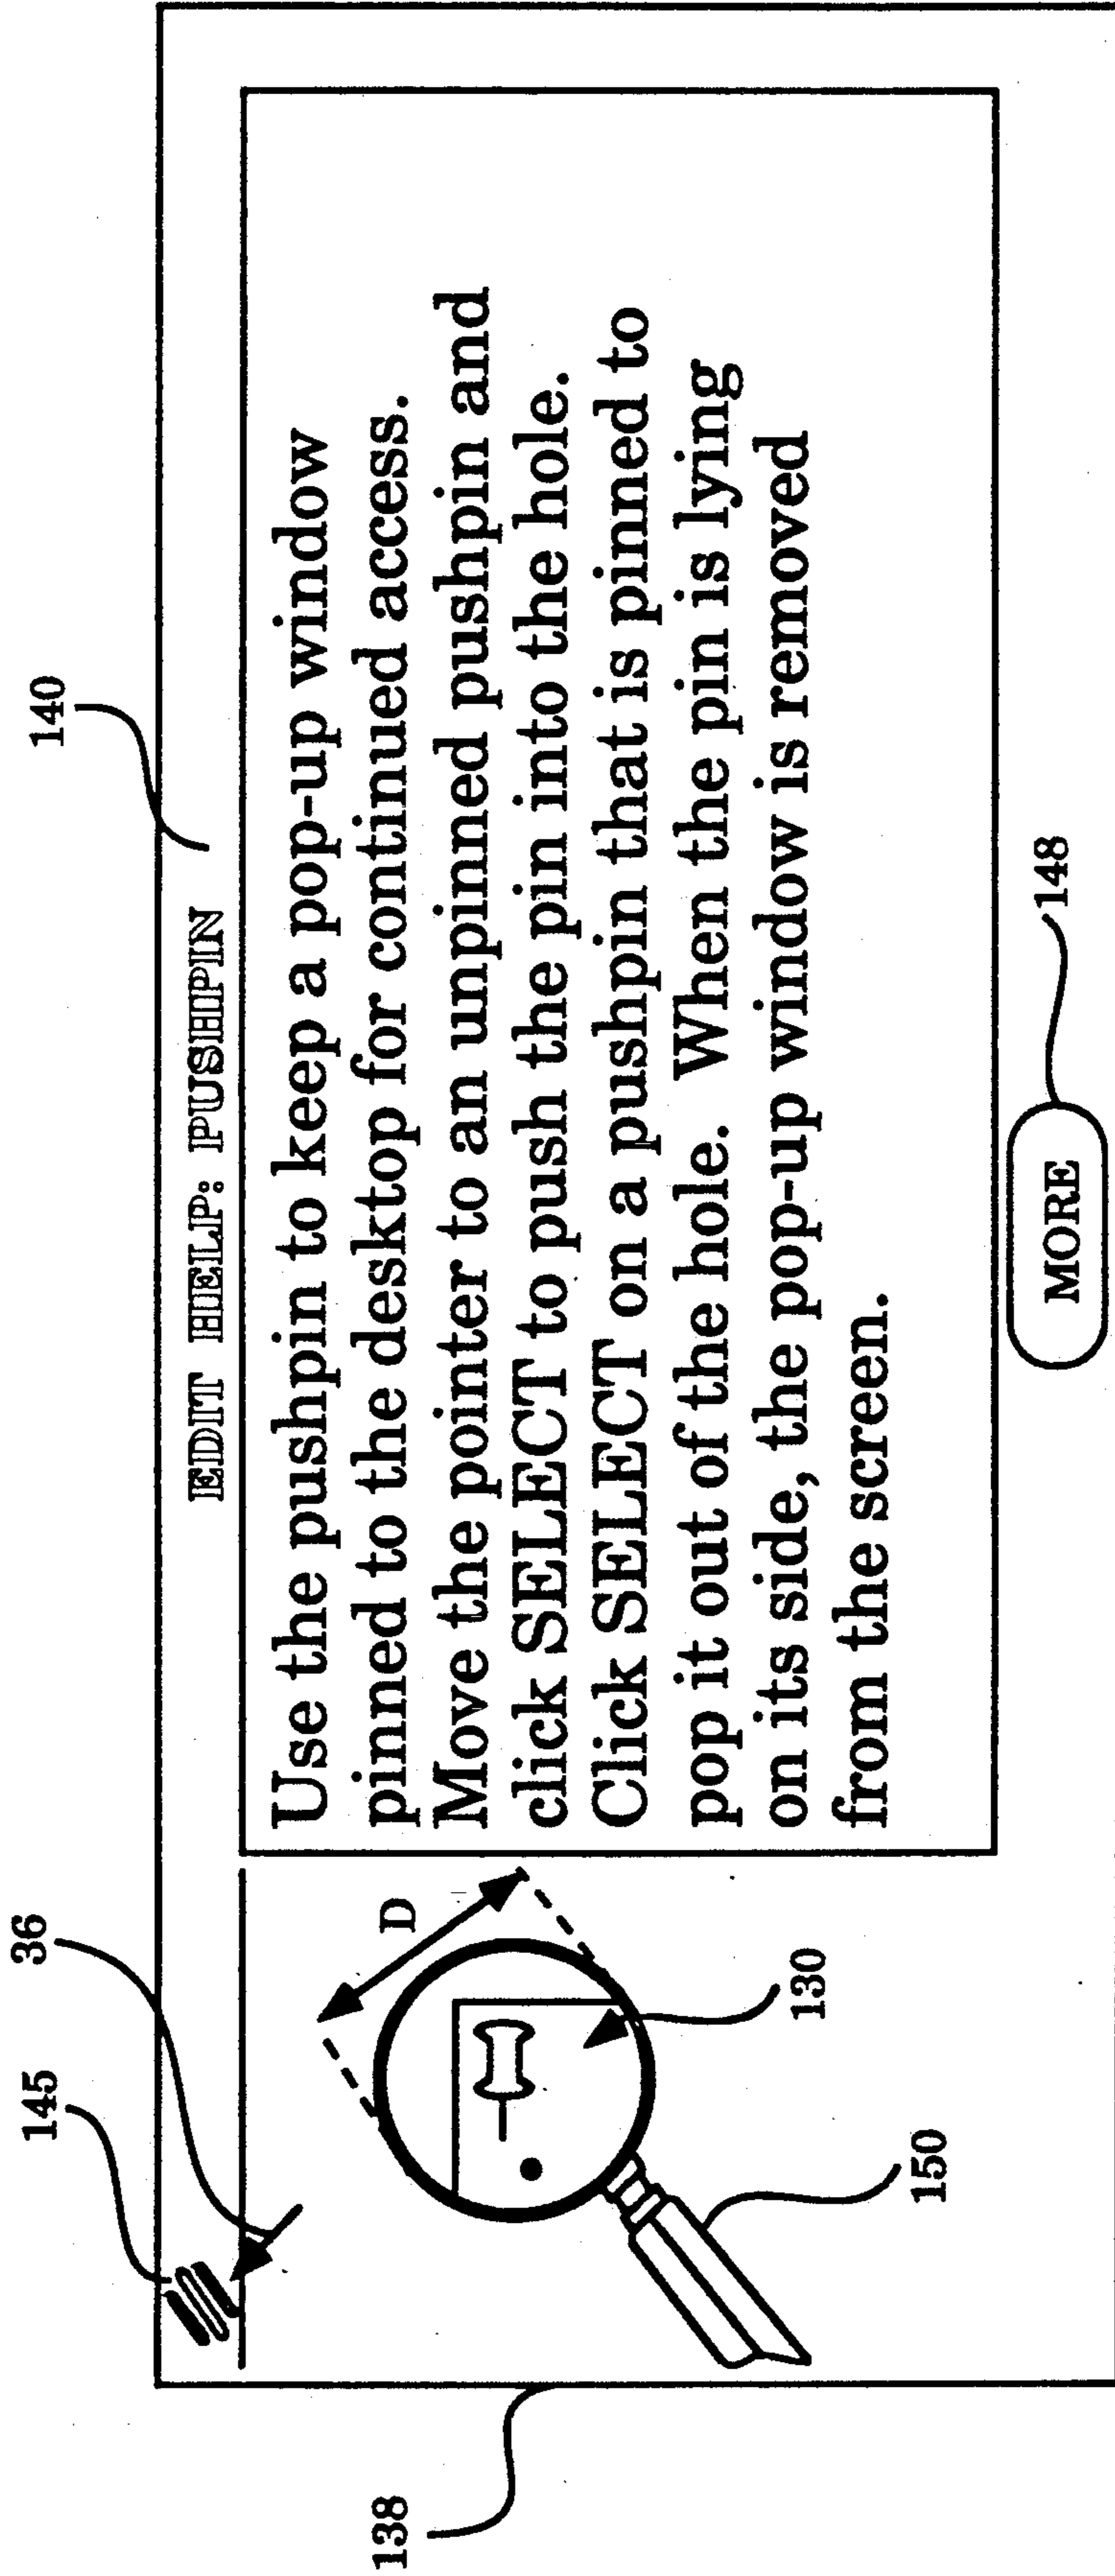 140
36
145
138
EDIT HELP: PUSHPIN
Use the pushpin to keep a pop-up window
pinned to the desktop for continued access.
Move the pointer to an unpinned pushpin and
click SELECT to push the pin into the hole.
Click SELECT on a pushpin that is pinned to
pop it out of the hole. When the pin is lying
on its side, the pop-up window is removed
from the screen.
D
130
150
MORE
148